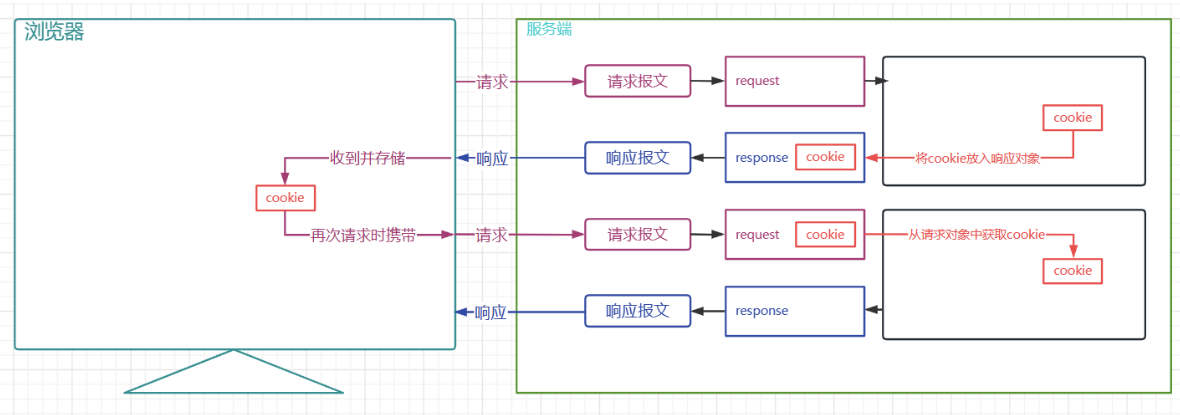 浏览器
服务端
请求
请求报文
request
cookie
响应
响应报文
response
cookie
将cookie放入响应对象
收到并存储
cookie
再次请求时携带
请求
请求报文
request
cookie
从请求对象中获取cookie
cookie
响应
响应报文
response